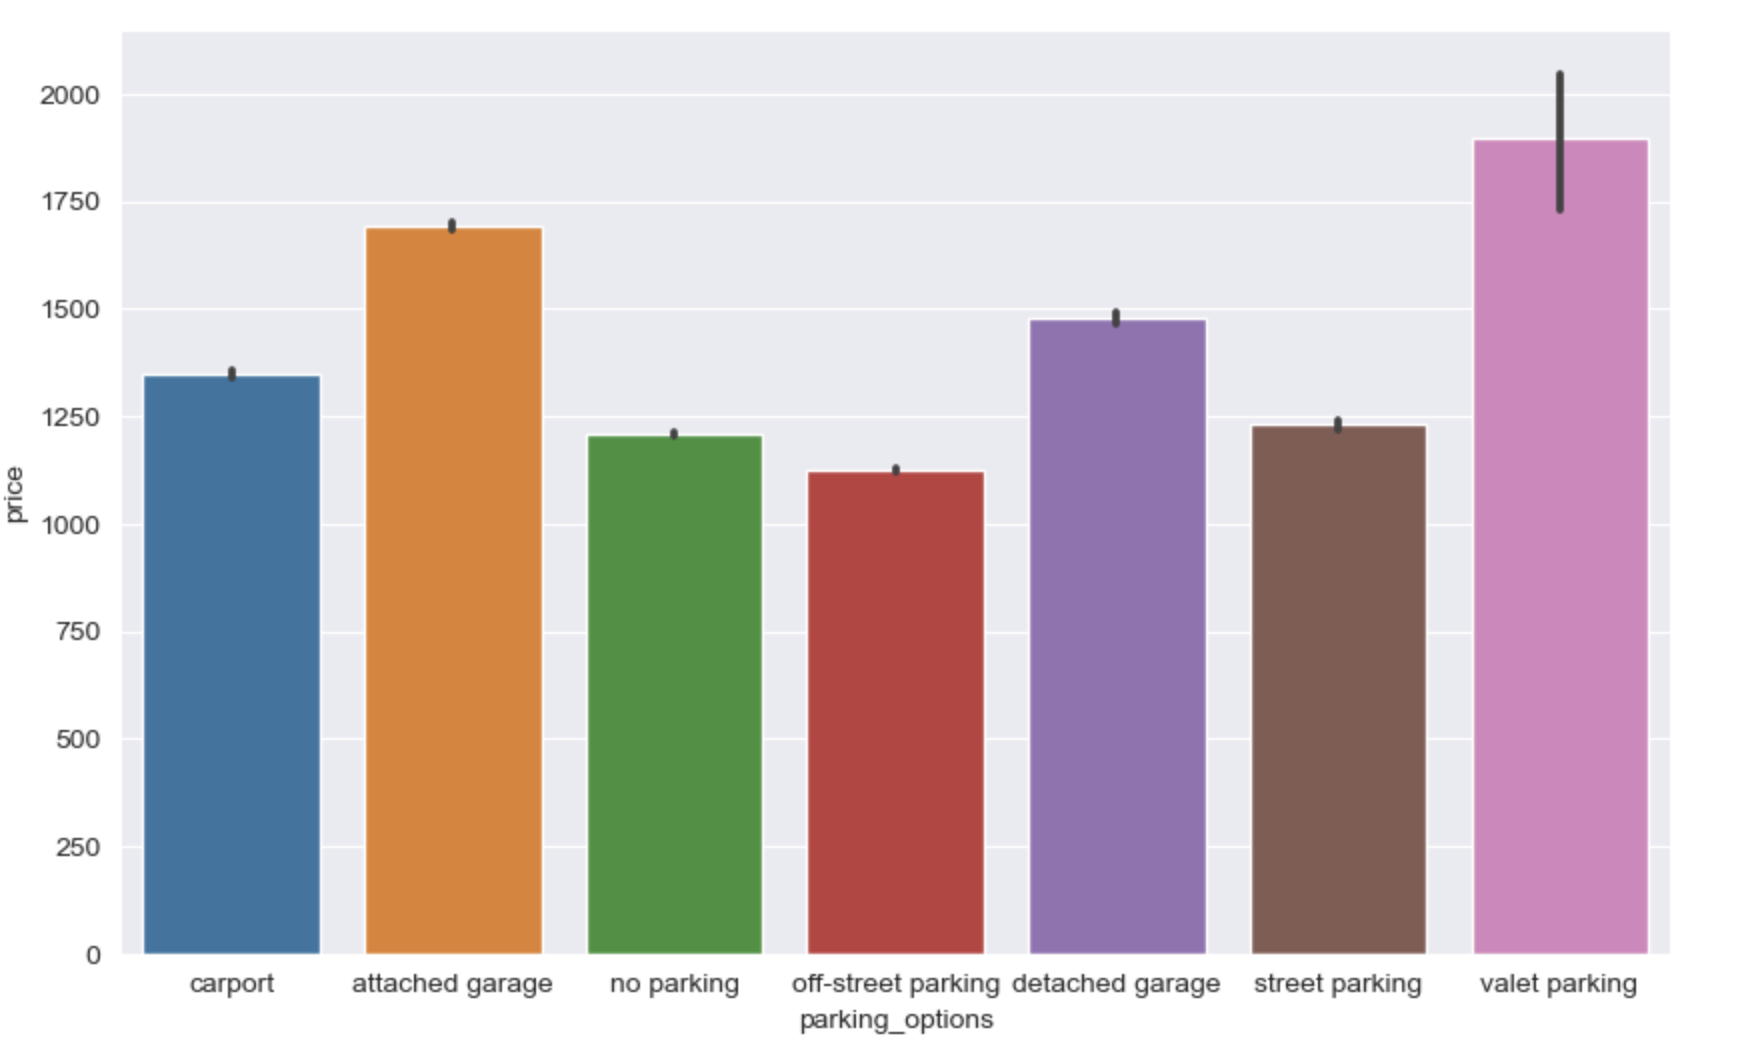 2000
1750
1500
1250
1000
750
500
250
0
price
carport
attached garage
no parking
off-street parking
detached garage
street parking
valet parking
parking_options